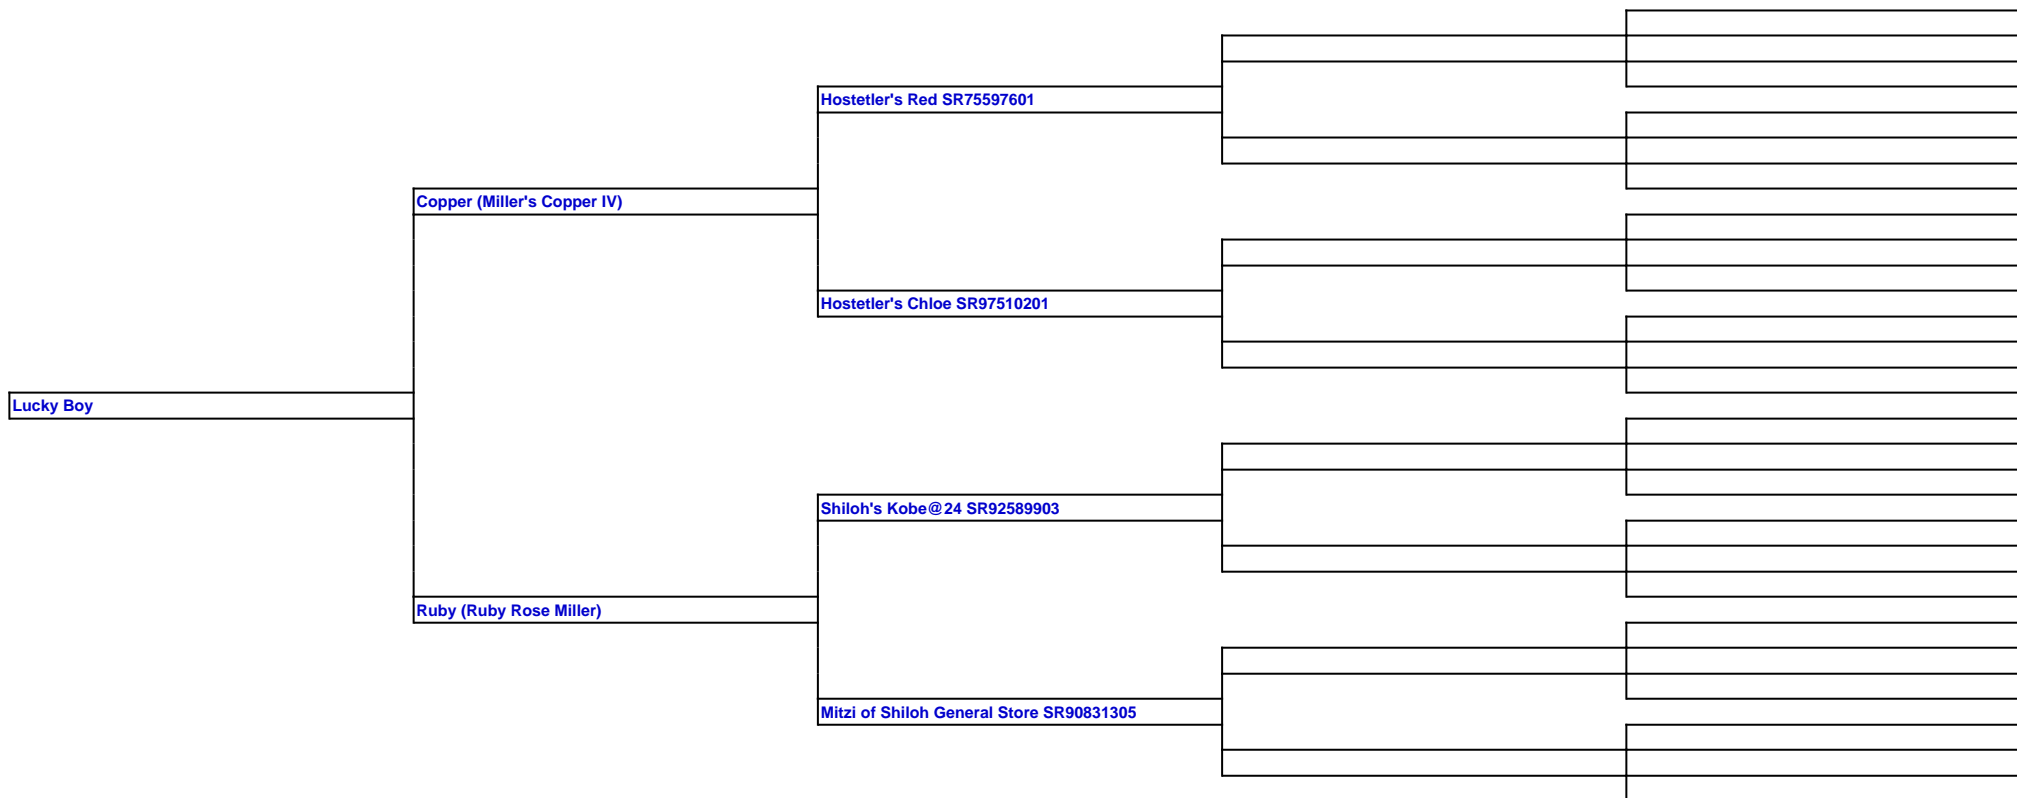 Hostetler's Red SR75597601
Copper (Miller's Copper IV)
Hostetler's Chloe SR97510201
Lucky Boy
Shiloh's Kobe@24 SR92589903
Ruby (Ruby Rose Miller)
Mitzi of Shiloh General Store SR90831305